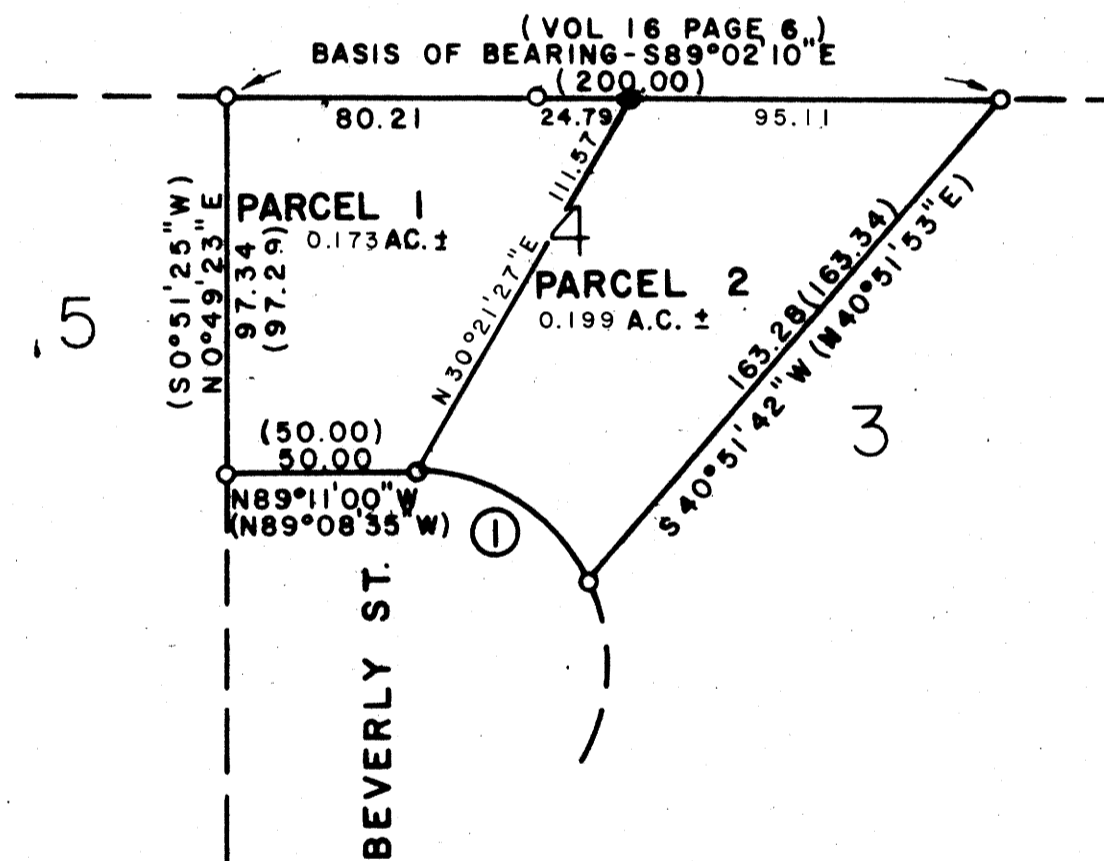 (VOL 16 PAGE 6)
BASIS OF BEARING-S89°02'10"E
(200.00)
80.21
24.79
95.11
111.57
(S0°51'25"W)
N0°49'23"E
97.34
(97.29)
PARCEL 1
0.173 AC. ±
4
N30°21'27"E
PARCEL 2
0.199 A.C. ±
163.28(163.34)
S40°51'42"W (N40°51'53"E)
5
3
(50.00)
50.00
N89°11'00"W
(N89°08'35"W)
1
BEVERLY ST.